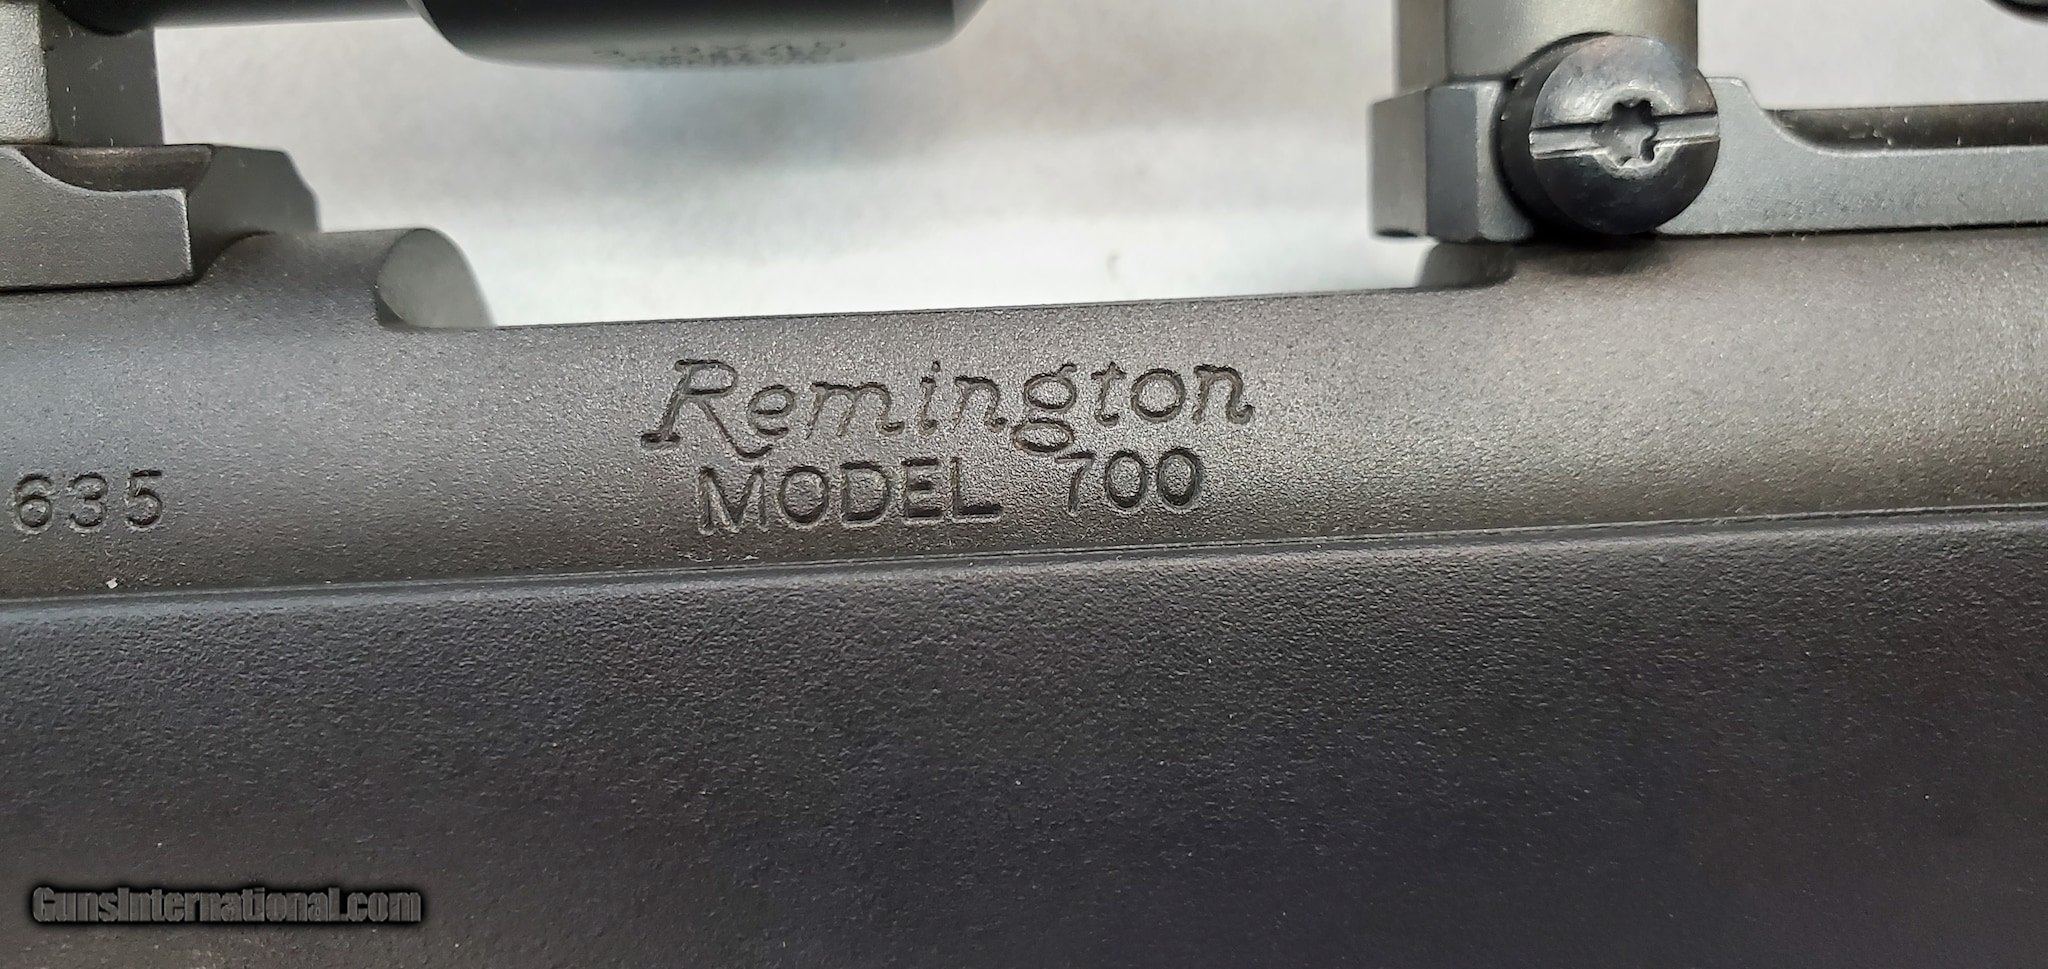 Remington
635
MODEL 700
GunsInternational.com